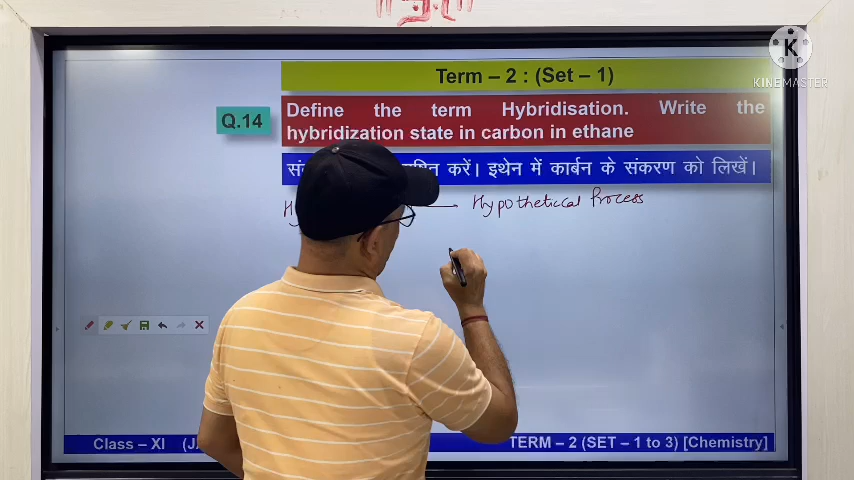 KINEMASTER
Term – 2 : (Set – 1)
Q.14
Define the term Hybridisation. Write the
hybridization state in carbon in ethane
करें। इथेन में कार्बन के संकरण को लिखें।
Hypothetical Process
Class – XI
TERM – 2 (SET – 1 to 3) [Chemistry]